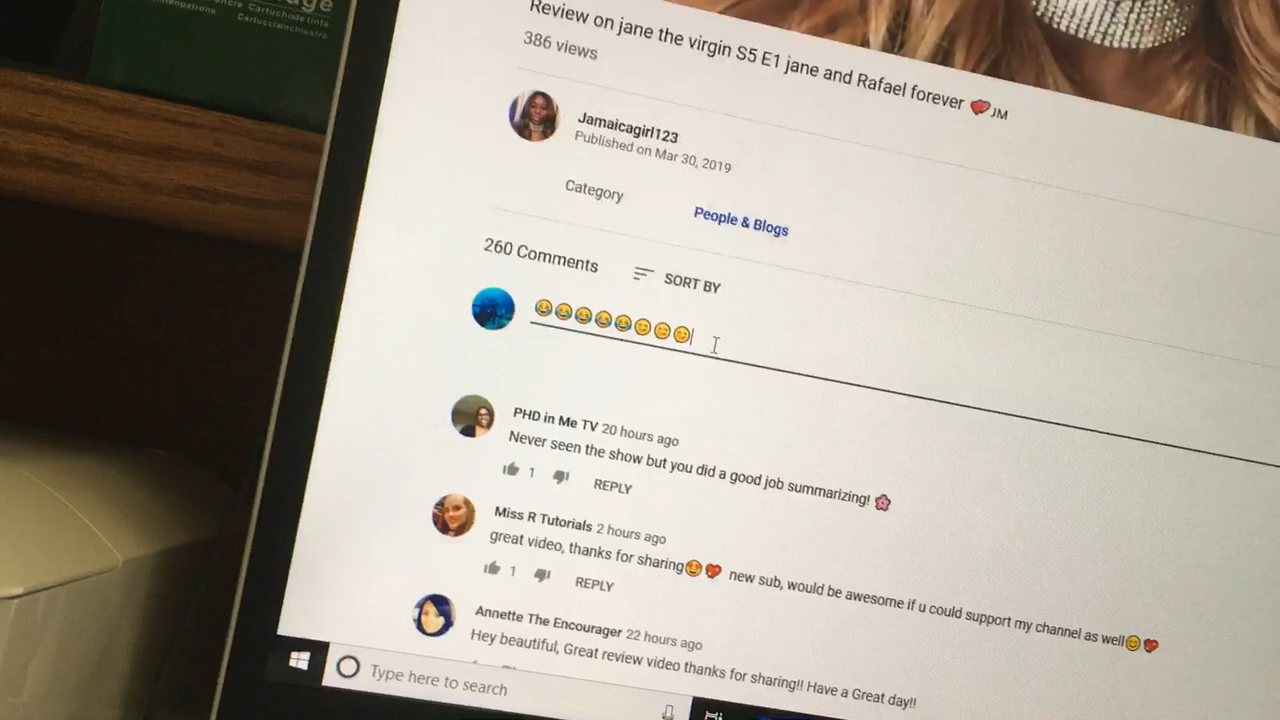 Cartuchode tinta
Cartuccianchiostro
Review on jane the virgin S5 E1 jane and Rafael forever 💖JM
386 views
Jamaicagirl123
Published on Mar 30, 2019
Category
People & Blogs
260 Comments
SORT BY
😂😂😂😂😂😊😊😊
PHD in Me TV 20 hours ago
Never seen the show but you did a good job summarizing! 🌸
1
REPLY
Miss R Tutorials 2 hours ago
great video, thanks for sharing🤩💖 new sub, would be awesome if u could support my channel as well😊💖
1
REPLY
Annette The Encourager 22 hours ago
Hey beautiful, Great review video thanks for sharing!! Have a Great day!!
Type here to search